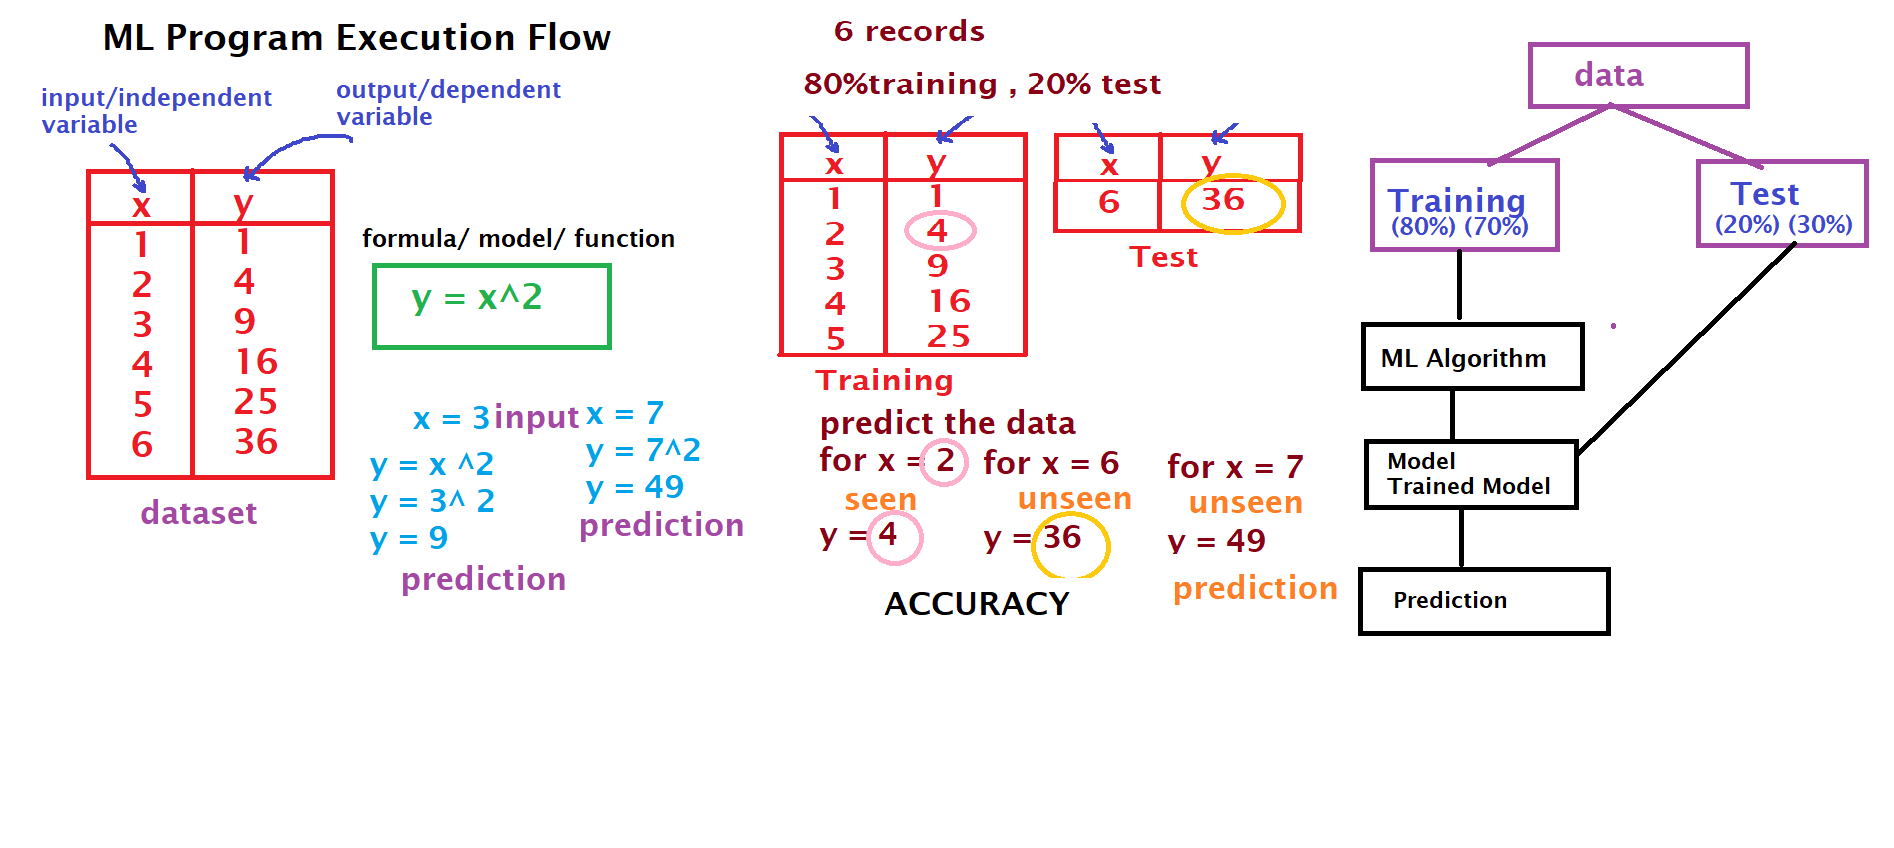 ML Program Execution Flow
input/independent
variable
output/dependent
variable
x y
1 1
2 4
3 9
4 16
5 25
6 36
dataset
formula/ model/ function
y = x^2
x = 3 input
y = x ^2
y = 3^ 2
y = 9
prediction
x = 7
y = 7^2
y = 49
prediction
6 records
80%training , 20% test
x y
1 1
2 4
3 9
4 16
5 25
Training
x y
6 36
Test
predict the data
for x = 2
seen
y = 4
for x = 6
unseen
y = 36
for x = 7
unseen
y = 49
prediction
ACCURACY
data
Training
(80%) (70%)
Test
(20%) (30%)
ML Algorithm
Model
Trained Model
Prediction